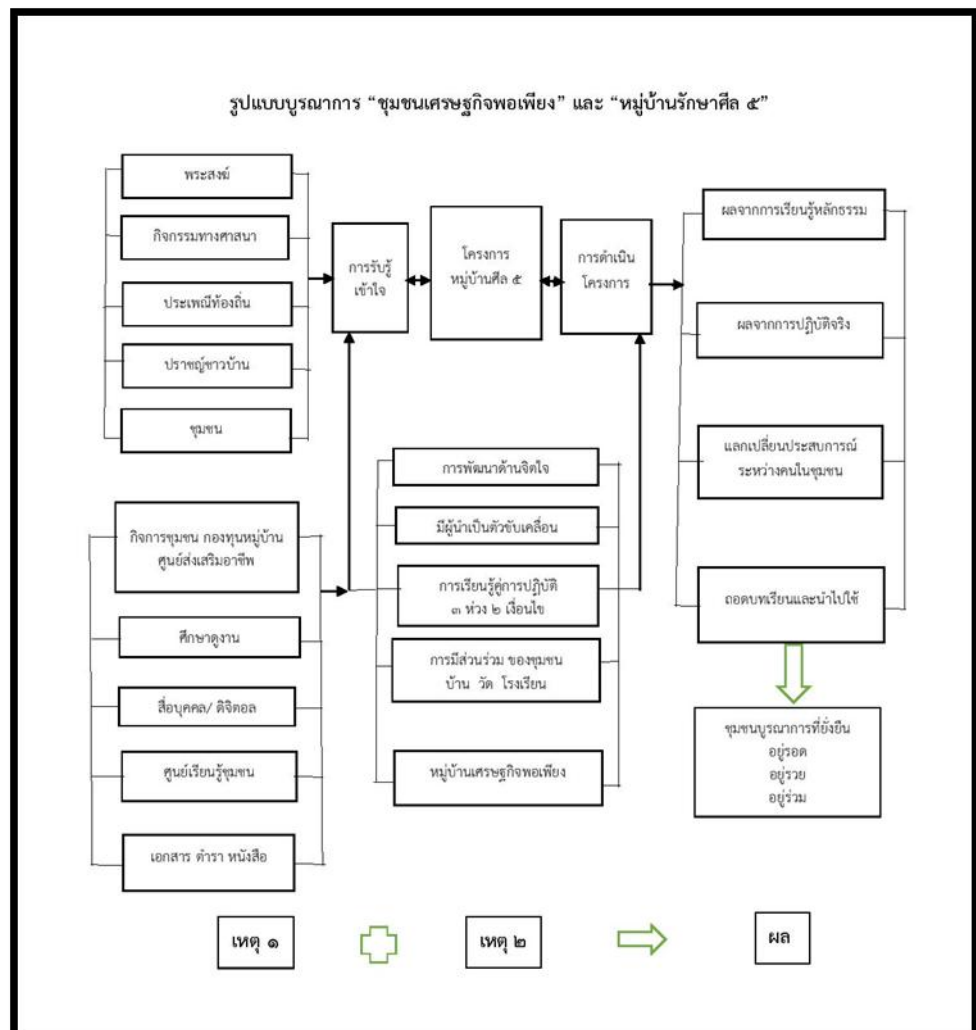 รูปแบบบูรณาการ “ชุมชนเศรษฐกิจพอเพียง” และ “หมู่บ้านรักษาศีล ๕”
พระสงฆ์
กิจกรรมทางศาสนา
ประเพณีท้องถิ่น
ปราชญ์ชาวบ้าน
ชุมชน
การรับรู้
เข้าใจ
โครงการ
หมู่บ้านศีล ๕
การดำเนิน
โครงการ
ผลจากการเรียนรู้หลักธรรม
ผลจากการปฏิบัติจริง
แลกเปลี่ยนประสบการณ์
ระหว่างคนในชุมชน
ถอดบทเรียนและนำไปใช้
กิจการชุมชน กองทุนหมู่บ้าน
ศูนย์ส่งเสริมอาชีพ
ศึกษาดูงาน
สื่อบุคคล/ ดิจิตอล
ศูนย์เรียนรู้ชุมชน
เอกสาร ตำรา หนังสือ
การพัฒนาด้านจิตใจ
มีผู้นำเป็นตัวขับเคลื่อน
การเรียนรู้คู่การปฏิบัติ
๓ ห่วง ๒ เงื่อนไข
การมีส่วนร่วม ของชุมชน
บ้าน วัด โรงเรียน
หมู่บ้านเศรษฐกิจพอเพียง
ชุมชนบูรณาการที่ยั่งยืน
อยู่รอด
อยู่รวย
อยู่ร่วม
เหตุ ๑
เหตุ ๒
ผล